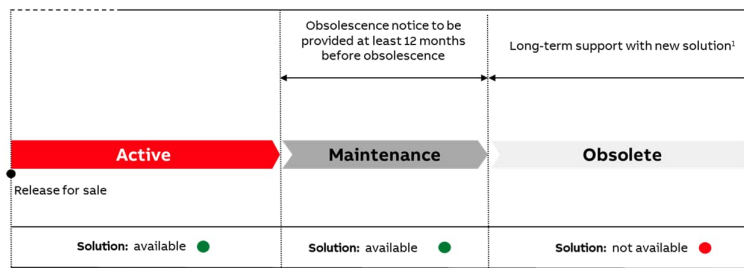 Obsolescence notice to be
provided at least 12 months
before obsolescence
Long-term support with new solution¹
Active
Maintenance
Obsolete
Release for sale
Solution: available
Solution: available
Solution: not available